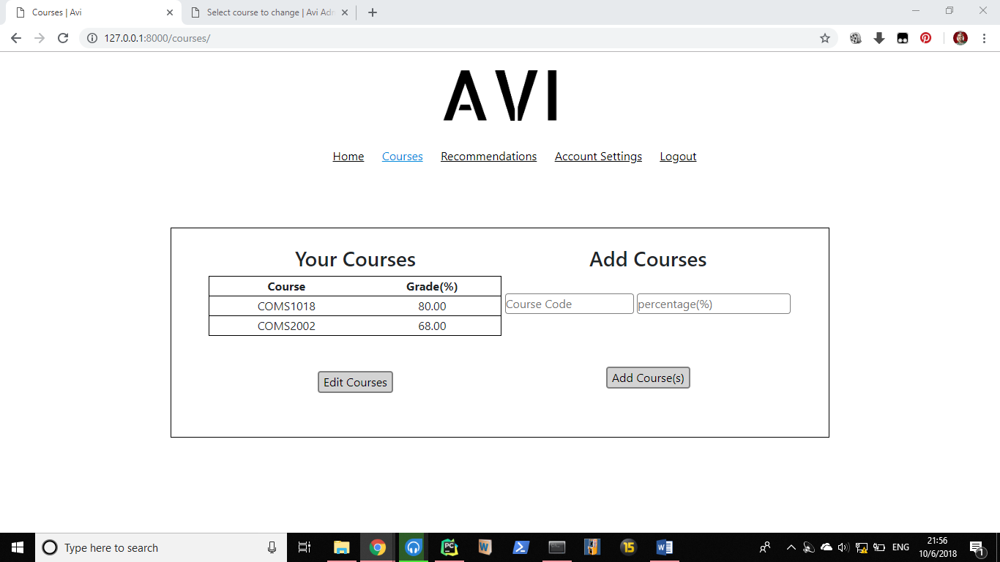 Courses | Avi
Select course to change | Avi Adm
127.0.0.1:8000/courses/
AVI
Home Courses Recommendations Account Settings Logout
Your Courses
Course Grade(%)
COMS1018 80.00
COMS2002 68.00
Edit Courses
Add Courses
Course Code percentage(%)
Add Course(s)
Type here to search
PC
W
15
W
ENG
21:56
10/6/2018
1